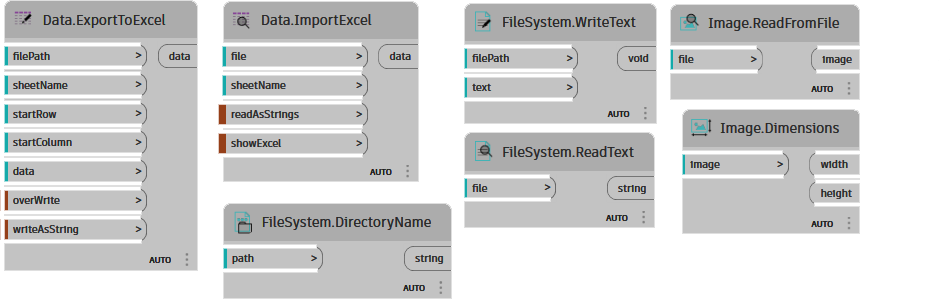 Data.ExportToExcel
filePath > data
sheetName >
startRow >
startColumn >
data >
overWrite >
writeAsString >
AUTO
Data.ImportExcel
file > data
sheetName >
readAsStrings >
showExcel >
AUTO
FileSystem.DirectoryName
path > string
AUTO
FileSystem.WriteText
filePath > void
text >
AUTO
FileSystem.ReadText
file > string
AUTO
Image.ReadFromFile
file > image
AUTO
Image.Dimensions
image > width
height
AUTO